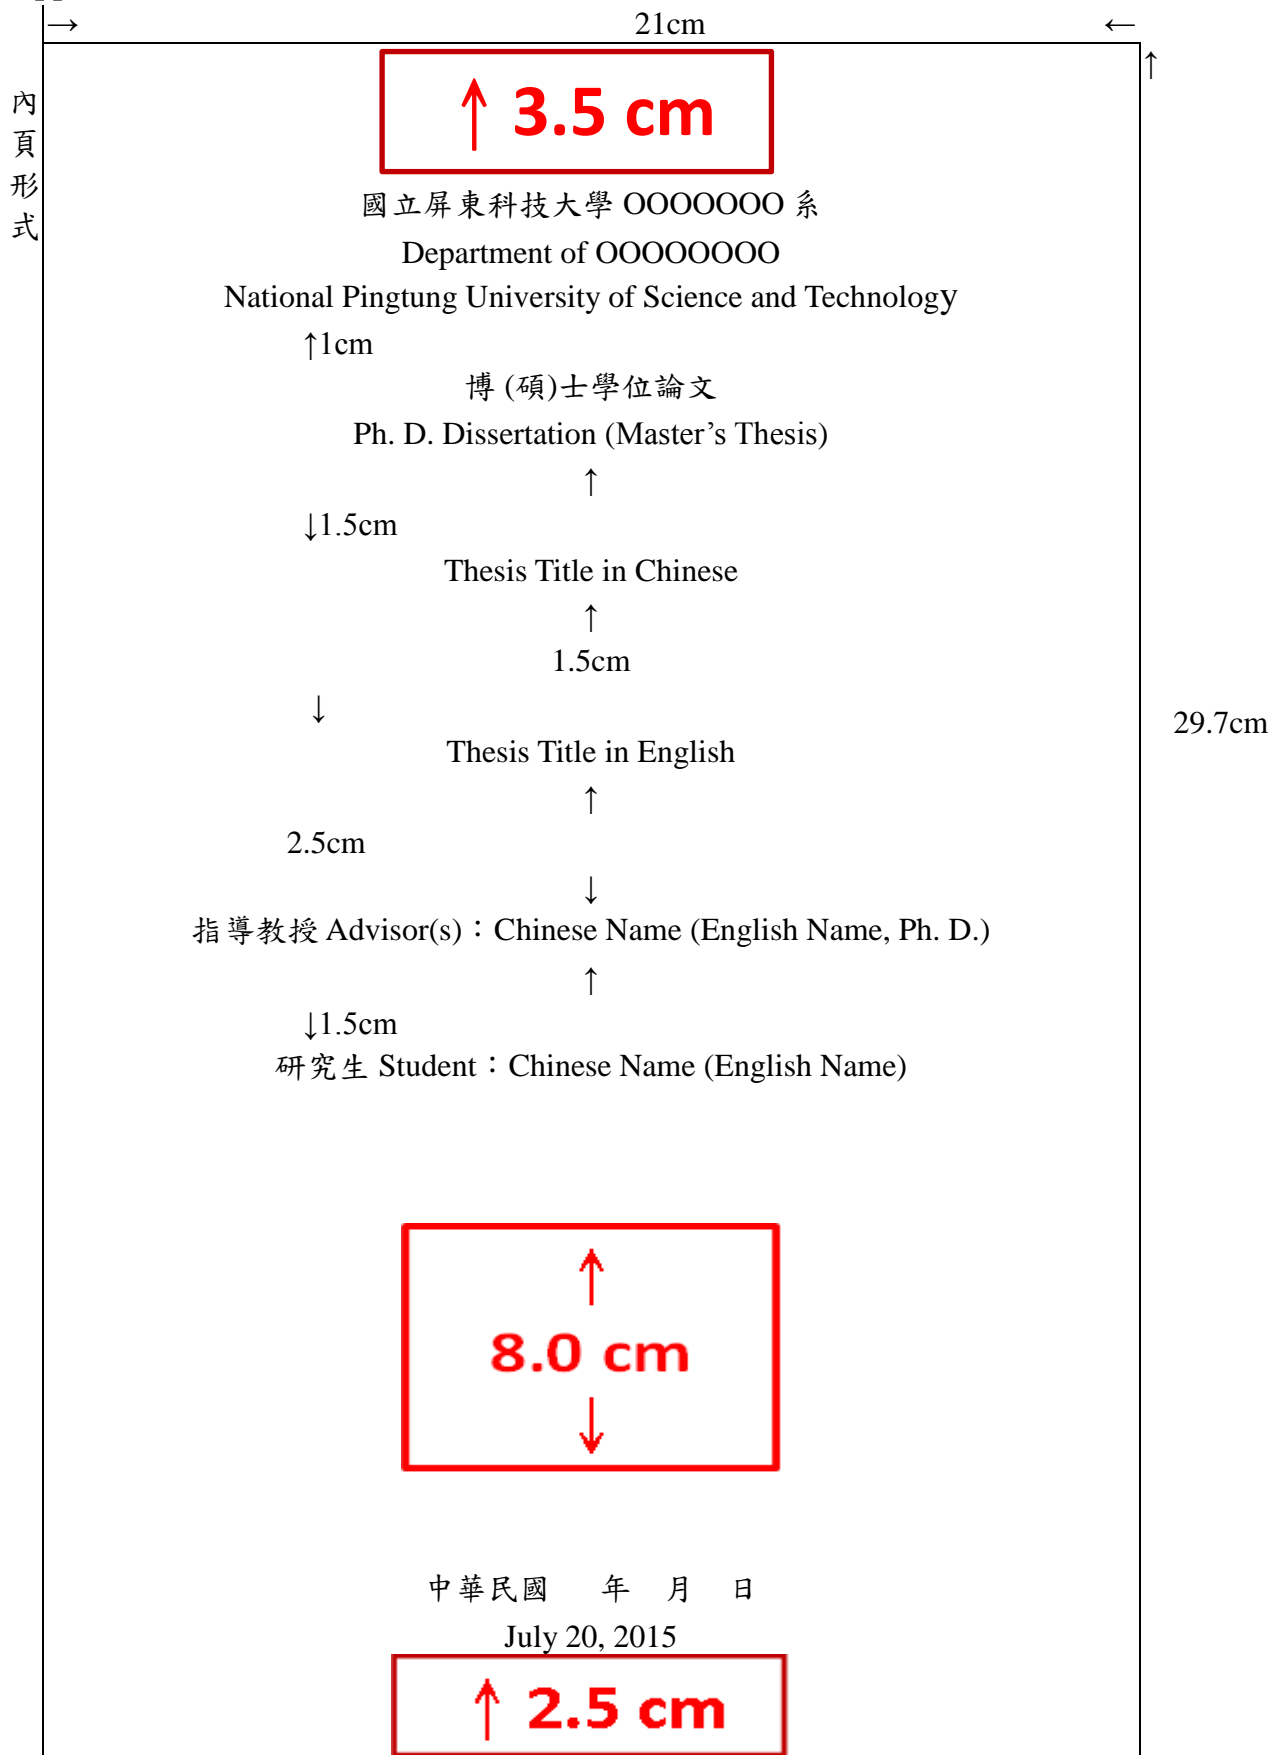 → 21cm ←
↑
內頁形式
↑ 3.5 cm
國立屏東科技大學 OOOOOOO 系
Department of OOOOOOOO
National Pingtung University of Science and Technology
↑1cm
博 (碩)士學位論文
Ph. D. Dissertation (Master’s Thesis)
↑
↓1.5cm
Thesis Title in Chinese
↑
1.5cm
↓
29.7cm
Thesis Title in English
↑
2.5cm
↓
指導教授 Advisor(s)：Chinese Name (English Name, Ph. D.)
↑
↓1.5cm
研究生 Student：Chinese Name (English Name)
↑
8.0 cm
↓
中華民國 年 月 日
July 20, 2015
↑ 2.5 cm